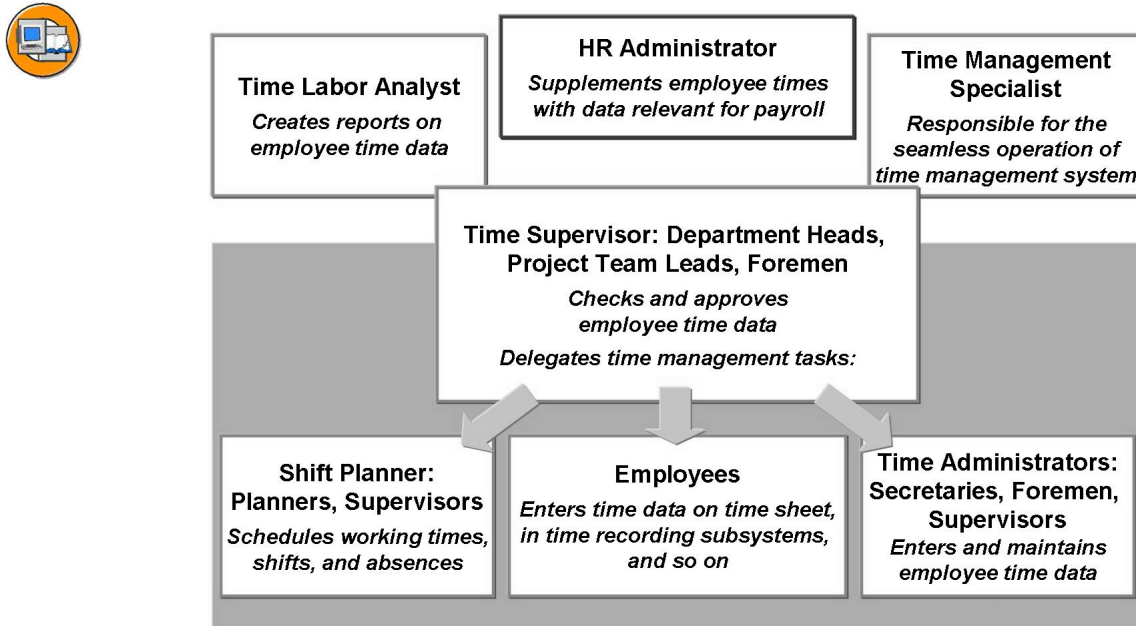 Time Labor Analyst
Creates reports on
employee time data
HR Administrator
Supplements employee times
with data relevant for payroll
Time Management
Specialist
Responsible for the
seamless operation of
time management system
Time Supervisor: Department Heads,
Project Team Leads, Foremen
Checks and approves
employee time data
Delegates time management tasks:
Shift Planner:
Planners, Supervisors
Schedules working times,
shifts, and absences
Employees
Enters time data on time sheet,
in time recording subsystems,
and so on
Time Administrators:
Secretaries, Foremen,
Supervisors
Enters and maintains
employee time data